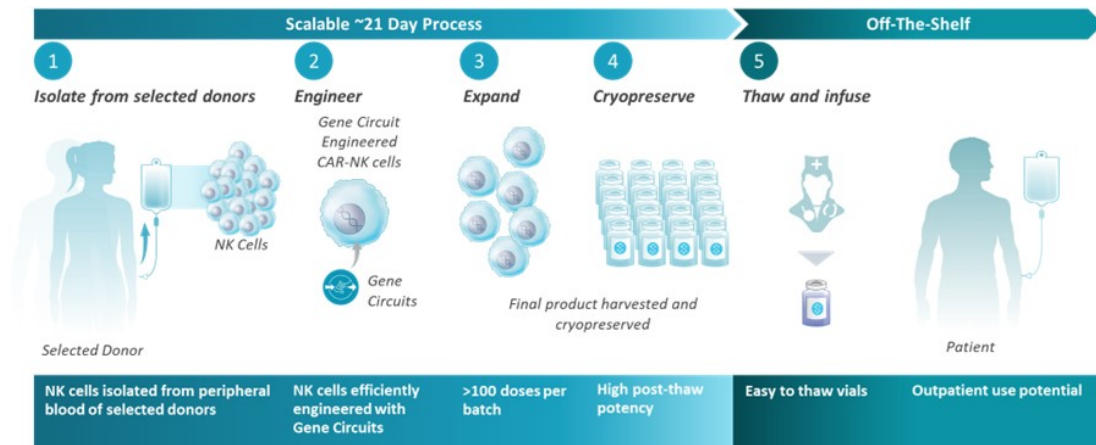 Scalable ~21 Day Process
Off-The-Shelf
1
2
3
4
5
Isolate from selected donors
Engineer
Expand
Cryopreserve
Thaw and infuse
Gene Circuit
Engineered
CAR-NK cells
NK Cells
Gene
Circuits
Final product harvested and
cryopreserved
Selected Donor
Patient
NK cells isolated from peripheral
blood of selected donors
NK cells efficiently
engineered with
Gene Circuits
>100 doses per
batch
High post-thaw
potency
Easy to thaw vials
Outpatient use potential